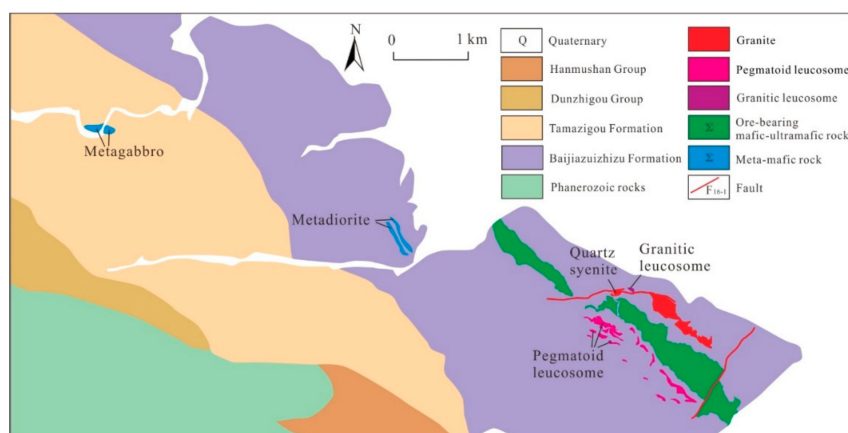 N
0 1 km
Metagabbro
Metadiorite
Quartz
syenite
Granitic
leucosome
Pegmatoid
leucosome
Q Quaternary
Hanmushan Group
Dunzhigou Group
Tamazigou Formation
Baijiazuizhizu Formation
Phanerozoic rocks
Granite
Pegmatoid leucosome
Granitic leucosome
Σ Ore-bearing
mafic-ultramafic rock
Σ Meta-mafic rock
F16-1 Fault